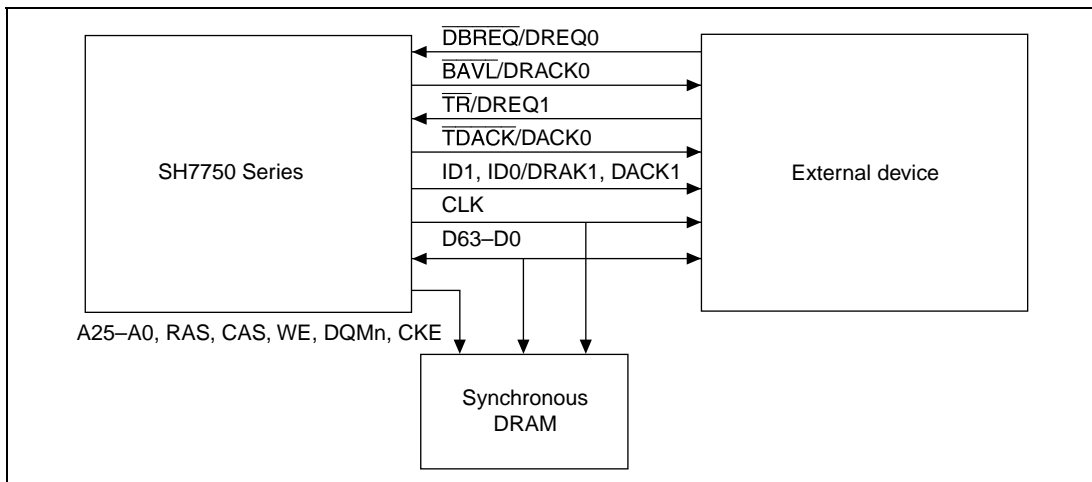 DBREQ/DREQ0
BAVL/DRACK0
TR/DREQ1
TDACK/DACK0
SH7750 Series
ID1, ID0/DRAK1, DACK1
External device
CLK
D63–D0
A25–A0, RAS, CAS, WE, DQMn, CKE
Synchronous
DRAM